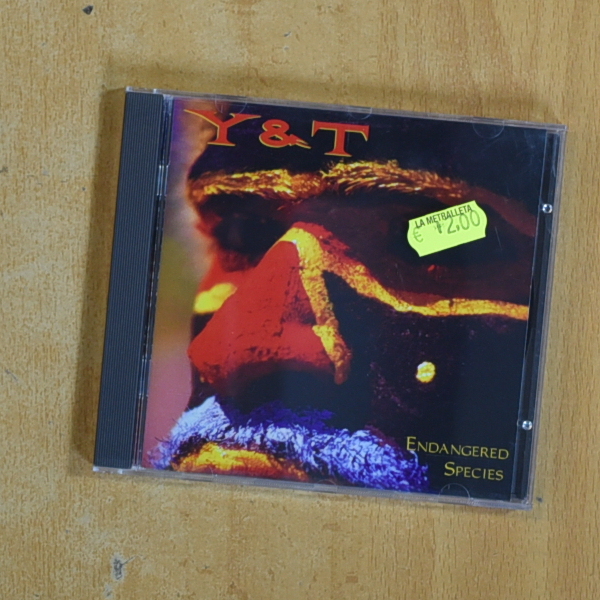 Y&T
LA METRALLETA
€ 12.00
ENDANGERED
SPECIES